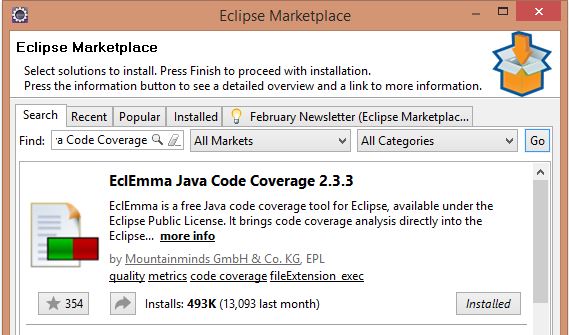 Eclipse Marketplace
Eclipse Marketplace
Select solutions to install. Press Finish to proceed with installation.
Press the information button to see a detailed overview and a link to more information.
Search Recent Popular Installed February Newsletter (Eclipse Marketplac...
Find: a Code Coverage All Markets All Categories Go
EclEmma Java Code Coverage 2.3.3
EclEmma is a free Java code coverage tool for Eclipse, available under the
Eclipse Public License. It brings code coverage analysis directly into the
Eclipse... more info
by Mountainminds GmbH & Co. KG, EPL
quality metrics code coverage fileExtension_exec
354 Installs: 493K (13,093 last month) Installed